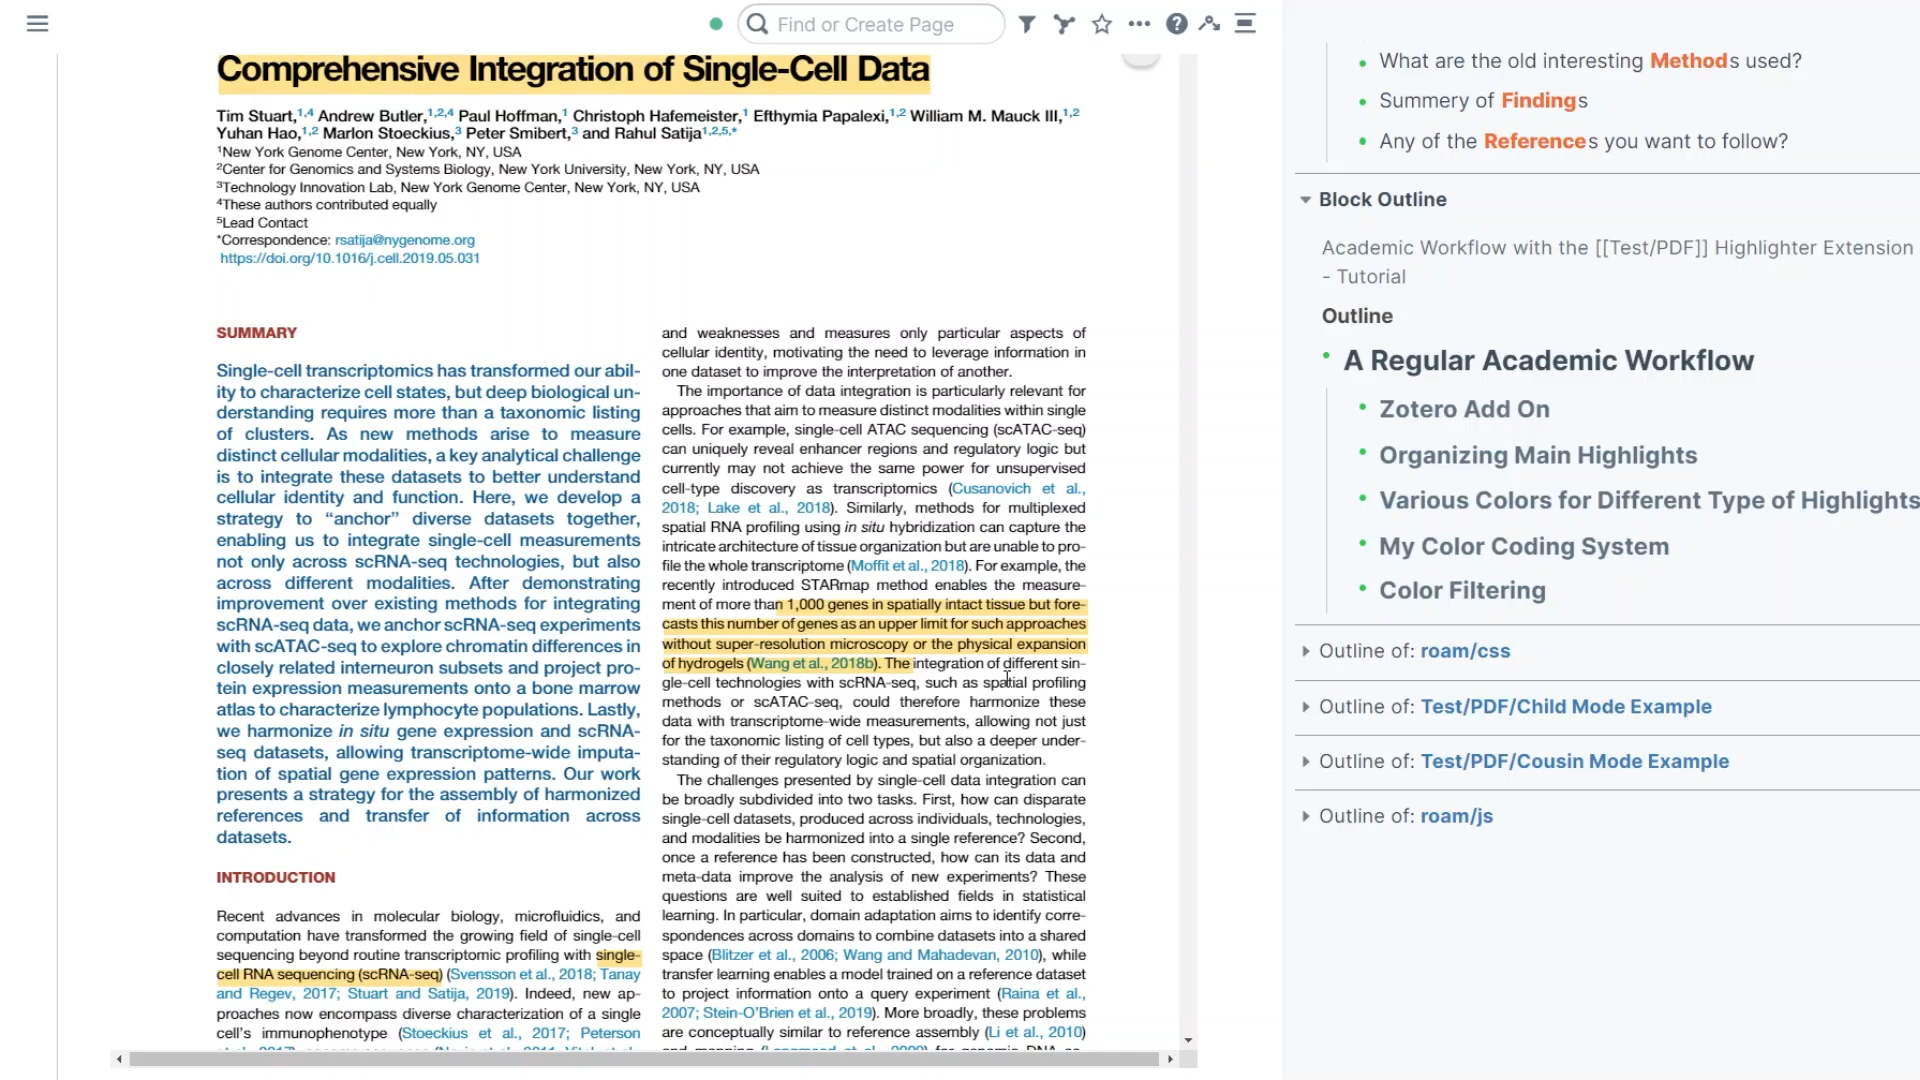 Find or Create Page
Comprehensive Integration of Single-Cell Data
Tim Stuart,1,4 Andrew Butler,1,2,4 Paul Hoffman,1 Christoph Hafemeister,1 Efthymia Papalexi,1,2 William M. Mauck III,1,2
Yuhan Hao,1,2 Marlon Stoeckius,3 Peter Smibert,3 and Rahul Satija1,2,5,*
1New York Genome Center, New York, NY, USA
2Center for Genomics and Systems Biology, New York University, New York, NY, USA
3Technology Innovation Lab, New York Genome Center, New York, NY, USA
4These authors contributed equally
5Lead Contact
*Correspondence: rsatija@nygenome.org
https://doi.org/10.1016/j.cell.2019.05.031
SUMMARY
Single-cell transcriptomics has transformed our abil-
ity to characterize cell states, but deep biological un-
derstanding requires more than a taxonomic listing
of clusters. As new methods arise to measure
distinct cellular modalities, a key analytical challenge
is to integrate these datasets to better understand
cellular identity and function. Here, we develop a
strategy to “anchor” diverse datasets together,
enabling us to integrate single-cell measurements
not only across scRNA-seq technologies, but also
across different modalities. After demonstrating
improvement over existing methods for integrating
scRNA-seq data, we anchor scRNA-seq experiments
with scATAC-seq to explore chromatin differences in
closely related interneuron subsets and project pro-
tein expression measurements onto a bone marrow
atlas to characterize lymphocyte populations. Lastly,
we harmonize in situ gene expression and scRNA-
seq datasets, allowing transcriptome-wide imputa-
tion of spatial gene expression patterns. Our work
presents a strategy for the assembly of harmonized
references and transfer of information across
datasets.
INTRODUCTION
Recent advances in molecular biology, microfluidics, and
computation have transformed the growing field of single-cell
sequencing beyond routine transcriptomic profiling with single-
cell RNA sequencing (scRNA-seq) (Svensson et al., 2018; Tanay
and Regev, 2017; Stuart and Satija, 2019). Indeed, new ap-
proaches now encompass diverse characterization of a single
cell’s immunophenotype (Stoeckius et al., 2017; Peterson
and weaknesses and measures only particular aspects of
cellular identity, motivating the need to leverage information in
one dataset to improve the interpretation of another.
The importance of data integration is particularly relevant for
approaches that aim to measure distinct modalities within single
cells. For example, single-cell ATAC sequencing (scATAC-seq)
can uniquely reveal enhancer regions and regulatory logic but
currently may not achieve the same power for unsupervised
cell-type discovery as transcriptomics (Cusanovich et al.,
2018; Lake et al., 2018). Similarly, methods for multiplexed
spatial RNA profiling using in situ hybridization can capture the
intricate architecture of tissue organization but are unable to pro-
file the whole transcriptome (Moffit et al., 2018). For example, the
recently introduced STARmap method enables the measure-
ment of more than 1,000 genes in spatially intact tissue but fore-
casts this number of genes as an upper limit for such approaches
without super-resolution microscopy or the physical expansion
of hydrogels (Wang et al., 2018b). The integration of different sin-
gle-cell technologies with scRNA-seq, such as spatial profiling
methods or scATAC-seq, could therefore harmonize these
data with transcriptome-wide measurements, allowing not just
for the taxonomic listing of cell types, but also a deeper under-
standing of their regulatory logic and spatial organization.
The challenges presented by single-cell data integration can
be broadly subdivided into two tasks. First, how can disparate
single-cell datasets, produced across individuals, technologies,
and modalities be harmonized into a single reference? Second,
once a reference has been constructed, how can its data and
meta-data improve the analysis of new experiments? These
questions are well suited to established fields in statistical
learning. In particular, domain adaptation aims to identify corre-
spondences across domains to combine datasets into a shared
space (Blitzer et al., 2006; Wang and Mahadevan, 2010), while
transfer learning enables a model trained on a reference dataset
to project information onto a query experiment (Raina et al.,
2007; Stein-O’Brien et al., 2019). More broadly, these problems
are conceptually similar to reference assembly (Li et al., 2010)
What are the old interesting Methods used?
Summery of Findings
Any of the References you want to follow?
Block Outline
Academic Workflow with the [[Test/PDF]] Highlighter Extension
- Tutorial
Outline
A Regular Academic Workflow
Zotero Add On
Organizing Main Highlights
Various Colors for Different Type of Highlights
My Color Coding System
Color Filtering
Outline of: roam/css
Outline of: Test/PDF/Child Mode Example
Outline of: Test/PDF/Cousin Mode Example
Outline of: roam/js